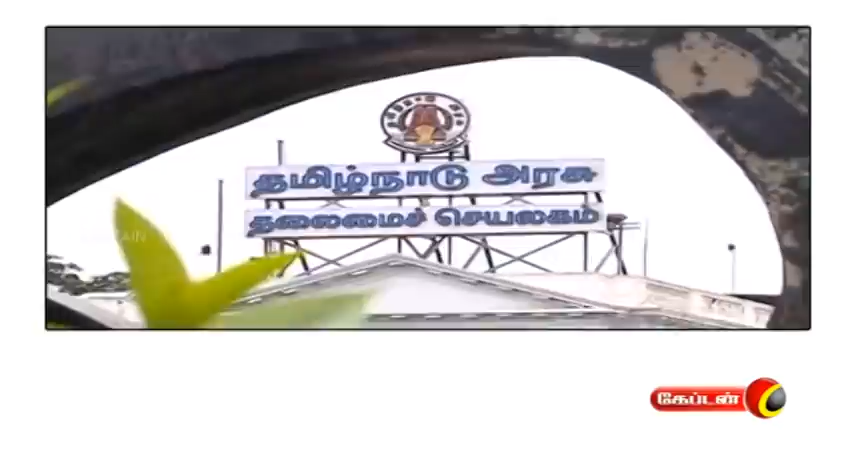 தமிழ்நாடு அரசு
தலைமைச் செயலகம்
கேப்டன்